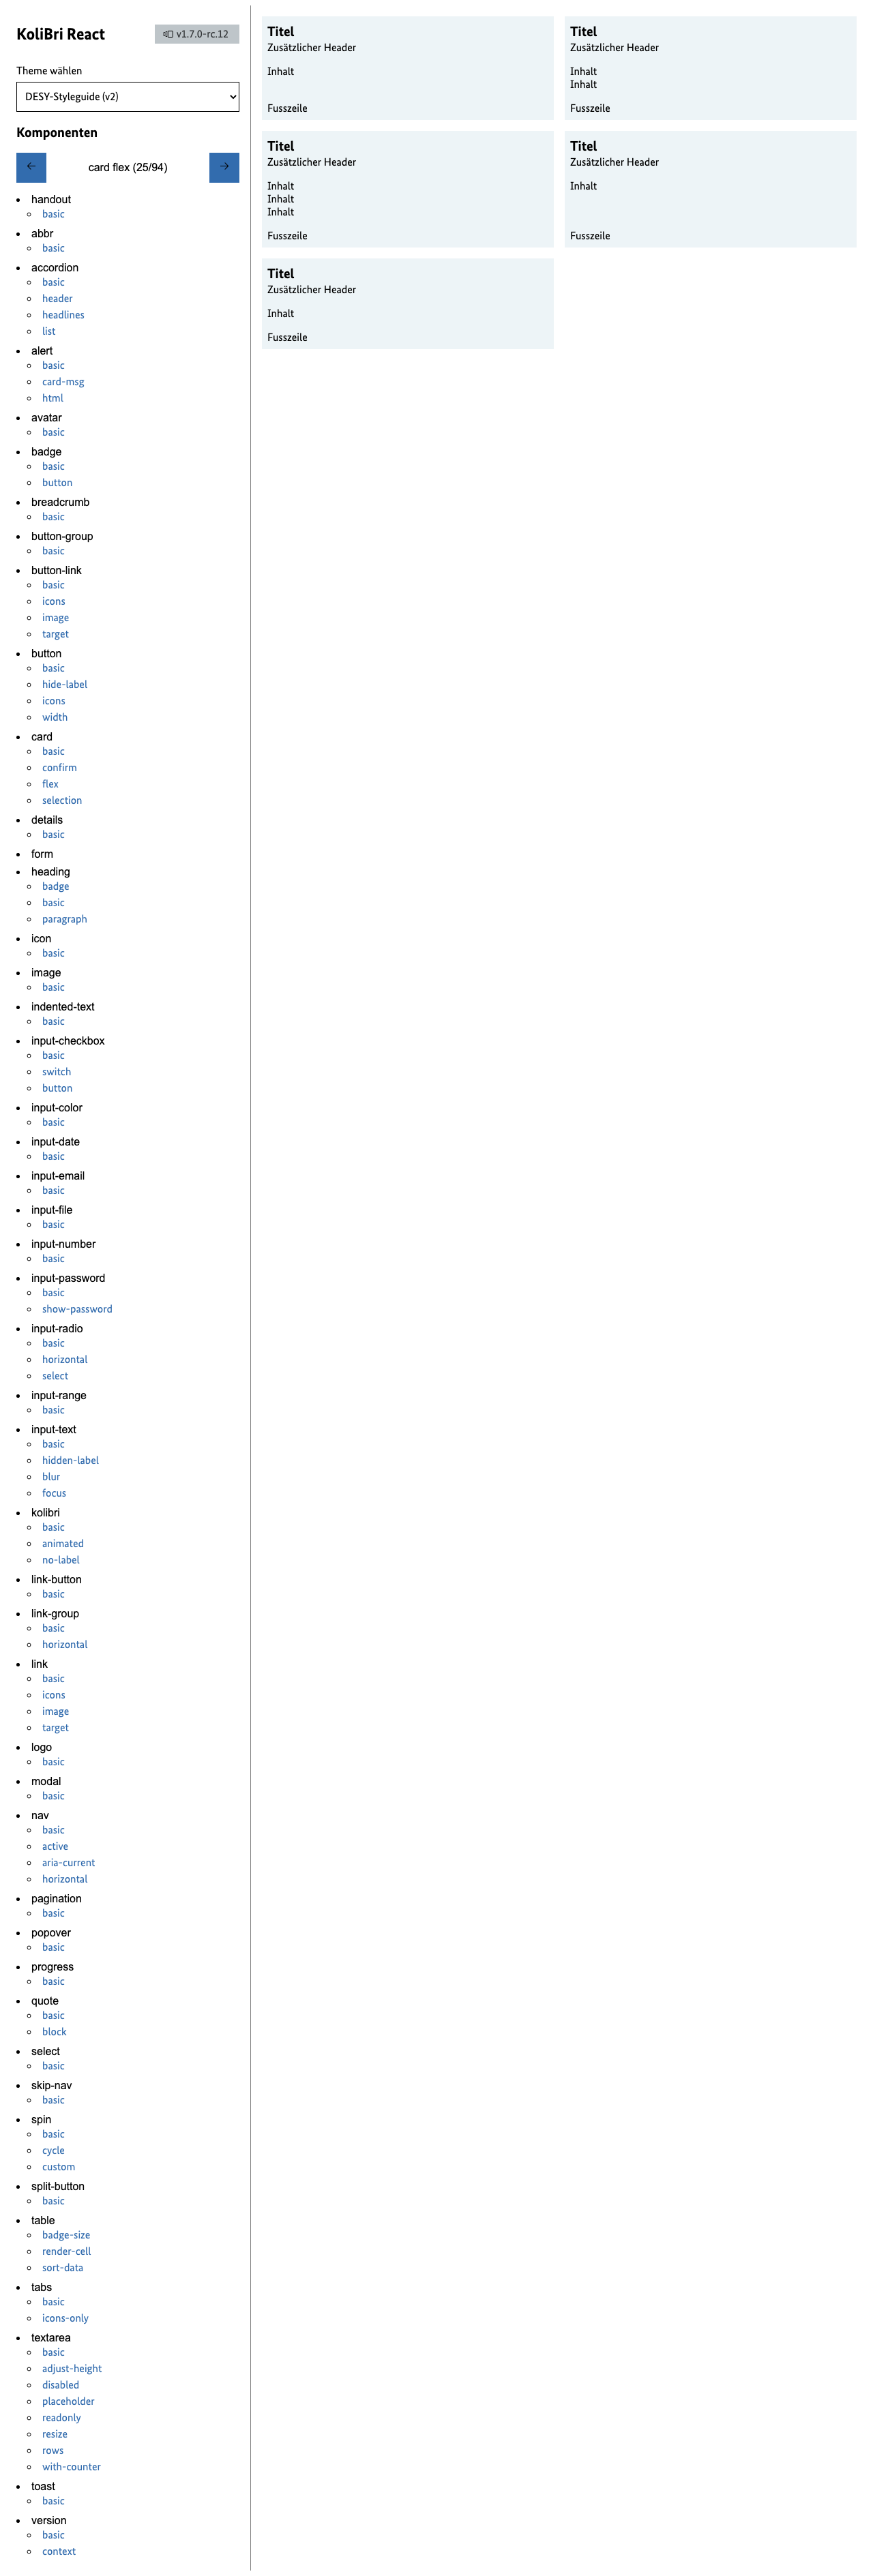 KoliBri React
v1.7.0-rc.12
Theme wählen
DESY-Styleguide (v2)
Komponenten
card flex (25/94)
handout
basic
abbr
basic
accordion
basic
header
headlines
list
alert
basic
card-msg
html
avatar
basic
badge
basic
button
breadcrumb
basic
button-group
basic
button-link
basic
icons
image
target
button
basic
hide-label
icons
width
card
basic
confirm
flex
selection
details
basic
form
heading
badge
basic
paragraph
icon
basic
image
basic
indented-text
basic
input-checkbox
basic
switch
button
input-color
basic
input-date
basic
input-email
basic
input-file
basic
input-number
basic
input-password
basic
show-password
input-radio
basic
horizontal
select
input-range
basic
input-text
basic
hidden-label
blur
focus
kolibri
basic
animated
no-label
link-button
basic
link-group
basic
horizontal
link
basic
icons
image
target
logo
basic
modal
basic
nav
basic
active
aria-current
horizontal
pagination
basic
popover
basic
progress
basic
quote
basic
block
select
basic
skip-nav
basic
spin
basic
cycle
custom
split-button
basic
table
badge-size
render-cell
sort-data
tabs
basic
icons-only
textarea
basic
adjust-height
disabled
placeholder
readonly
resize
rows
with-counter
toast
basic
version
basic
context
Titel
Zusätzlicher Header
Inhalt
Fusszeile
Titel
Zusätzlicher Header
Inhalt
Inhalt
Fusszeile
Titel
Zusätzlicher Header
Inhalt
Inhalt
Inhalt
Fusszeile
Titel
Zusätzlicher Header
Inhalt
Fusszeile
Titel
Zusätzlicher Header
Inhalt
Fusszeile